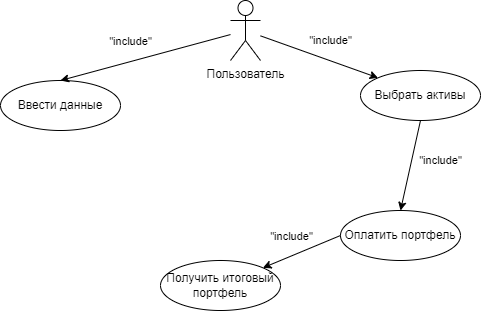 "include"
"include"
Пользователь
Ввести данные
Выбрать активы
"include"
"include"
Оплатить портфель
Получить итоговый
портфель